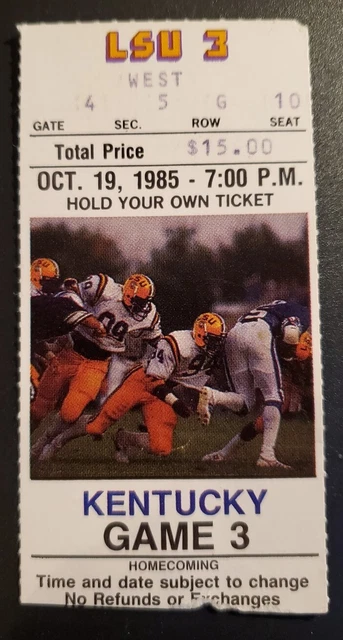 LSU 3
WEST
4 5 G 10
GATE SEC. ROW SEAT
Total Price $15.00
OCT. 19, 1985 - 7:00 P.M.
HOLD YOUR OWN TICKET
KENTUCKY
GAME 3
HOMECOMING
Time and date subject to change
No Refunds or Exchanges